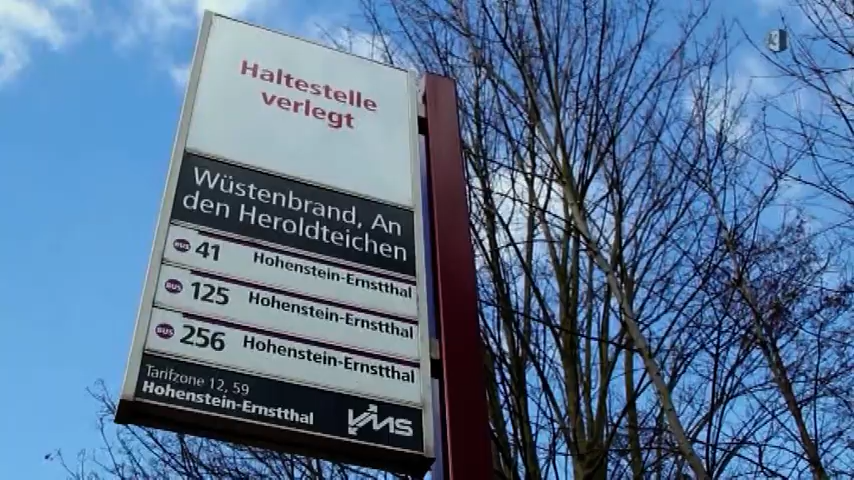 Haltestelle
verlegt
Wüstenbrand, An
den Heroldteichen
BUS 41 Hohenstein-Ernstthal
BUS 125 Hohenstein-Ernstthal
BUS 256 Hohenstein-Ernstthal
Tarifzone 12, 59
Hohenstein-Ernstthal
VMS